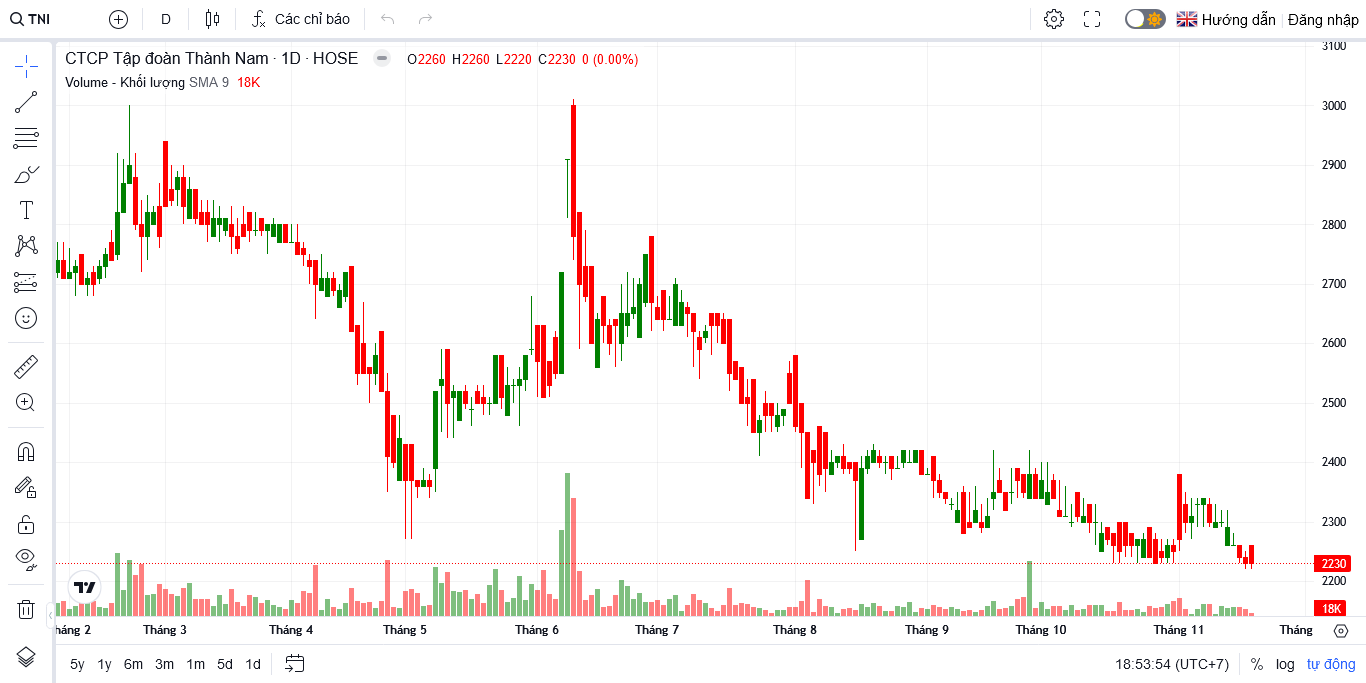 TNI D Các chỉ báo Hướng dẫn Đăng nhập
CTCP Tập đoàn Thành Nam · 1D · HOSE O2260 H2260 L2220 C2230 0 (0.00%)
Volume - Khối lượng SMA 9 18K
3100
3000
2900
2800
2700
2600
2500
2400
2300
2230
2200
18K
háng 2 Tháng 3 Tháng 4 Tháng 5 Tháng 6 Tháng 7 Tháng 8 Tháng 9 Tháng 10 Tháng 11 Tháng
5y 1y 6m 3m 1m 5d 1d 18:53:54 (UTC+7) % log tự động